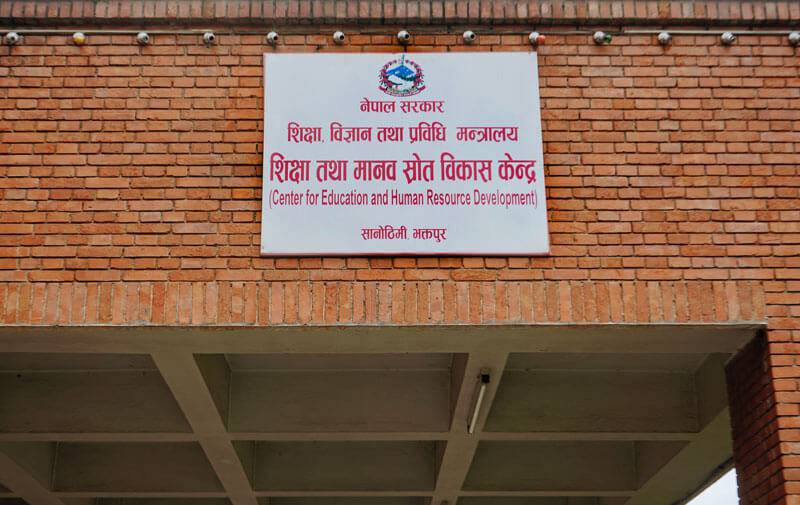 नेपाल सरकार
शिक्षा, विज्ञान तथा प्रविधि मन्त्रालय
शिक्षा तथा मानव स्रोत विकास केन्द्र
(Center for Education and Human Resource Development)
सानोठिमी, भक्तपुर